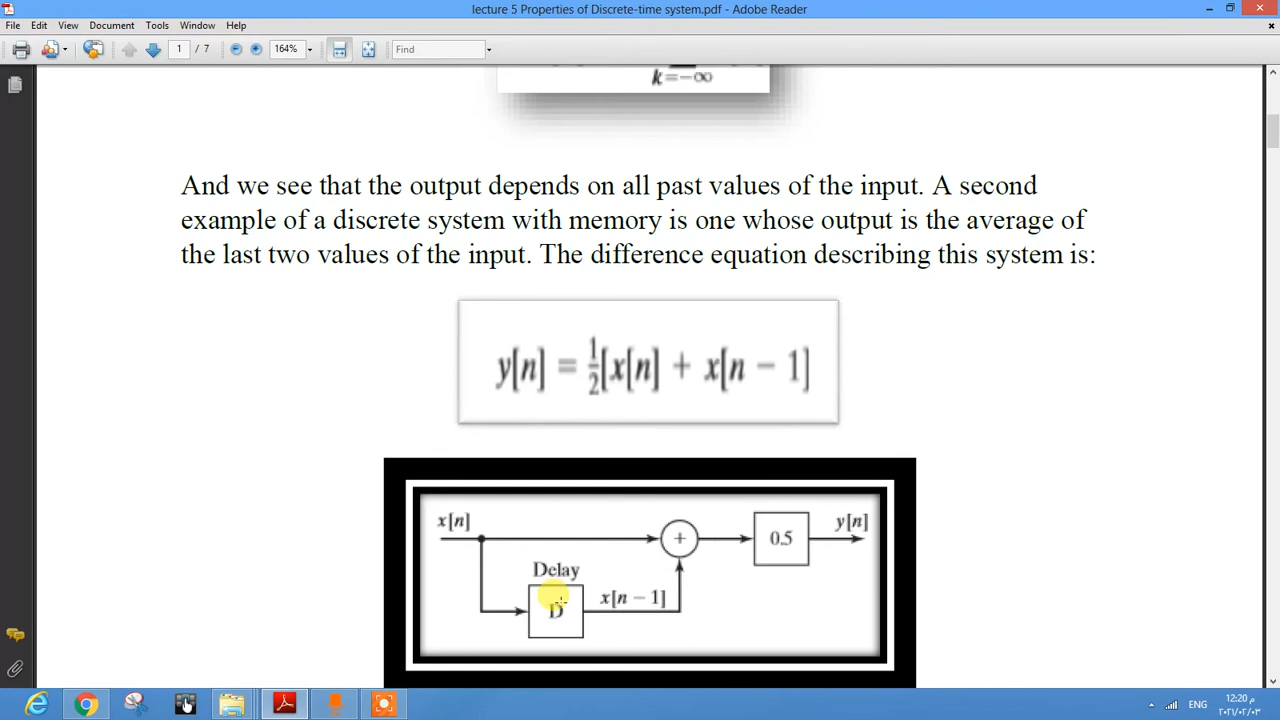 lecture 5 Properties of Discrete-time system.pdf - Adobe Reader
File Edit View Document Tools Window Help
1 / 7 164% Find
k=−∞
And we see that the output depends on all past values of the input. A second
example of a discrete system with memory is one whose output is the average of
the last two values of the input. The difference equation describing this system is:
y[n] = ½[x[n] + x[n − 1]
x[n] + 0.5 y[n]
Delay
D x[n − 1]
ENG
12:20 م
٢٠٢١/٠٢/٠٣